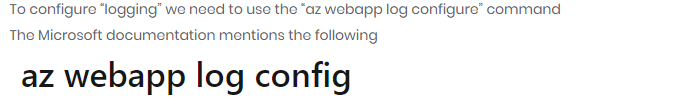 To configure “logging” we need to use the “az webapp log configure” command
The Microsoft documentation mentions the following
az webapp log config